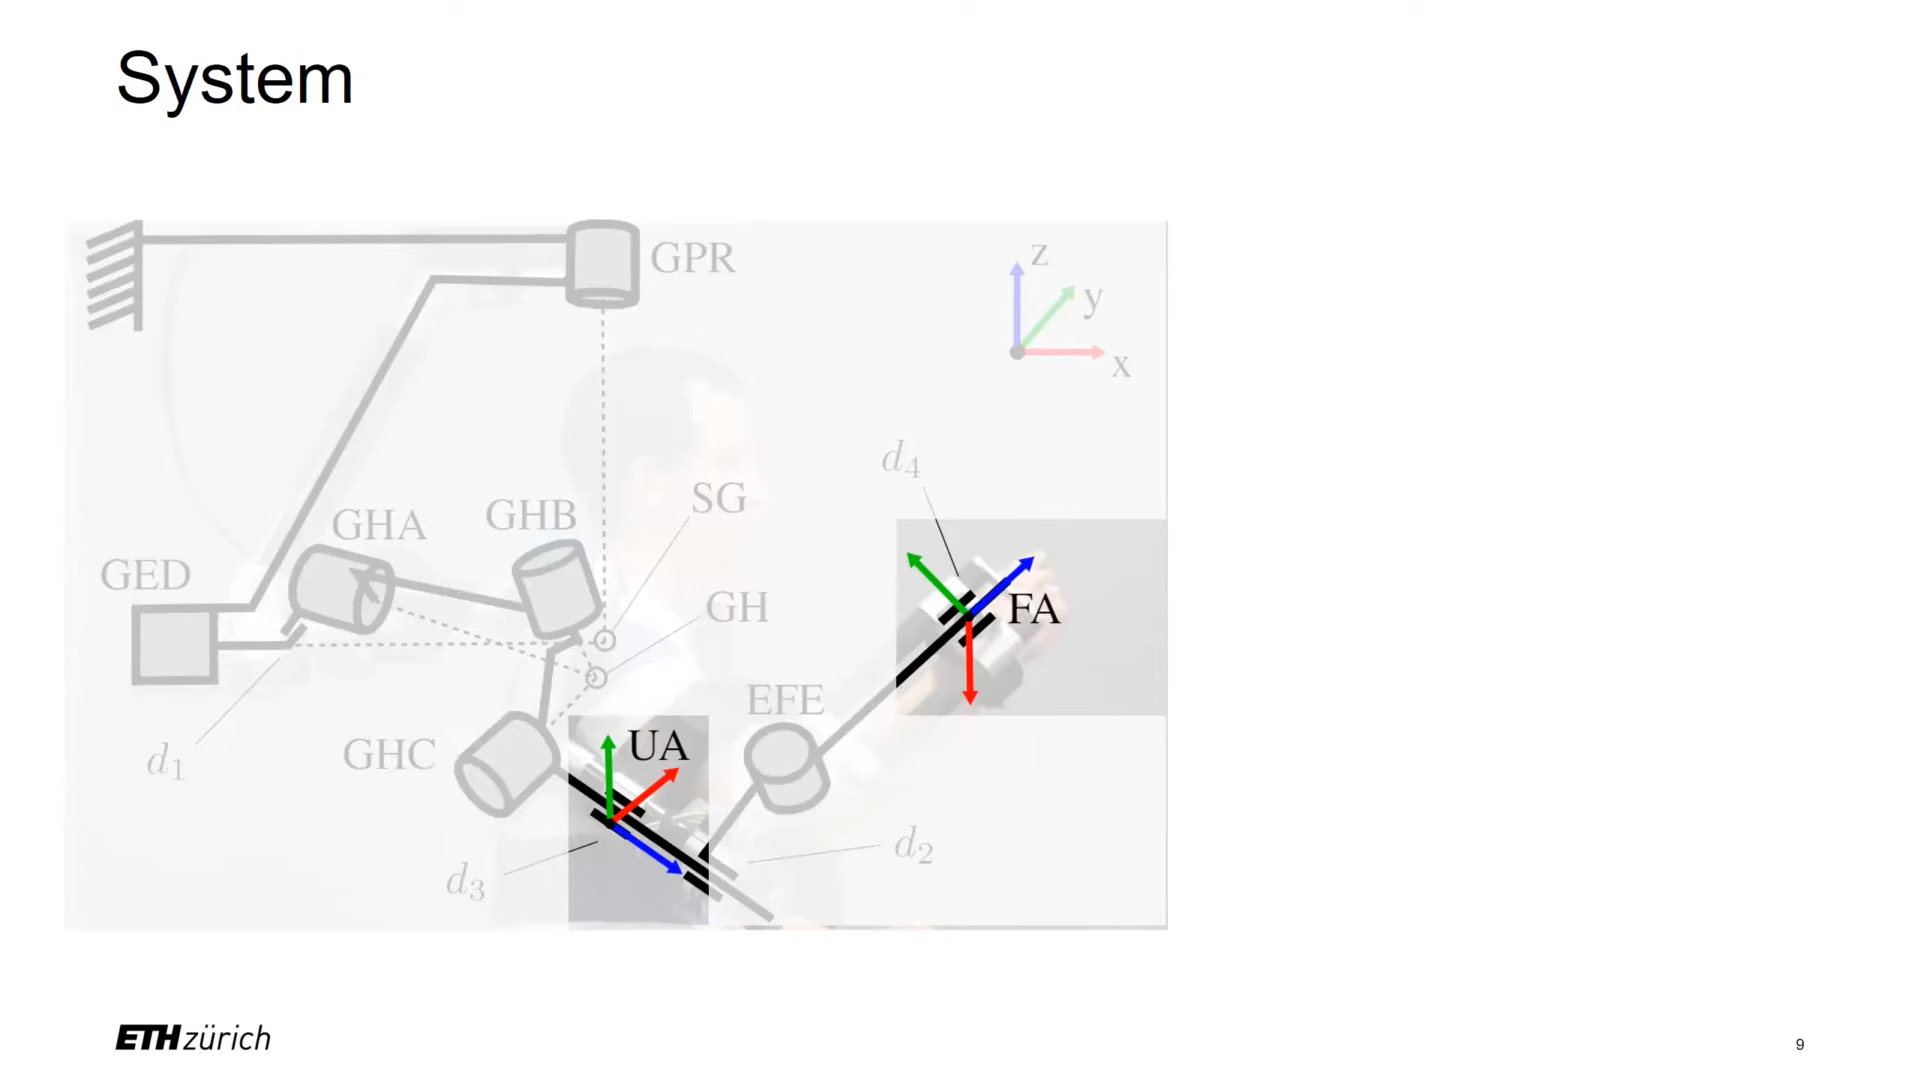 System
GPR
z
y
x
d4
SG
GHB
GHA
GED
GH
FA
EFE
UA
GHC
d1
d2
d3
ETH zürich
9